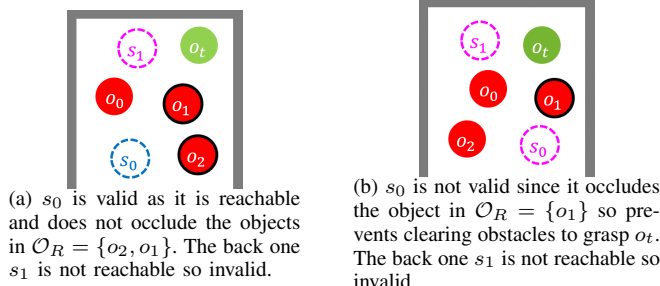 s₁ oₜ
o₀ o₁
s₀ o₂
(a) s₀ is valid as it is reachable
and does not occlude the objects
in 𝒪_R = {o₂, o₁}. The back one
s₁ is not reachable so invalid.
s₁ oₜ
o₀ o₁
o₂ s₀
(b) s₀ is not valid since it occludes
the object in 𝒪_R = {o₁} so pre-
vents clearing obstacles to grasp oₜ.
The back one s₁ is not reachable so
invalid